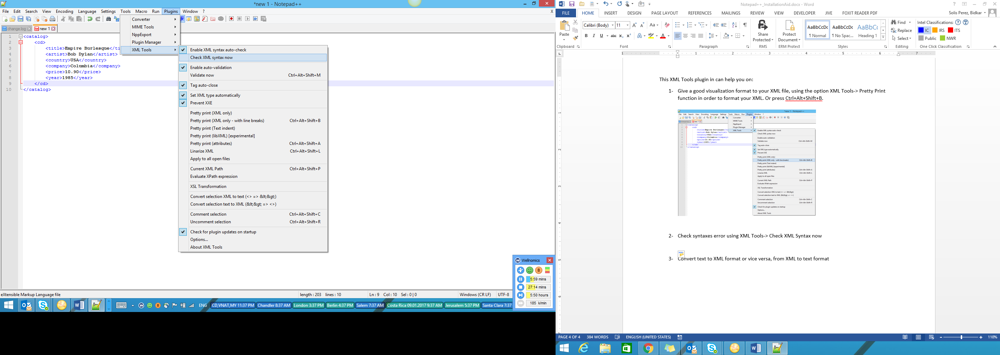 *new 1 - Notepad++
File Edit Search View Encoding Language Settings Tools Macro Run Plugins Window ? X
change.log new 1
1 <catalog>
2 <cd>
3 <title>Empire Burlesque</ti
4 <artist>Bob Dylan</artist>
5 <country>USA</country>
6 <company>Columbia</company>
7 <price>10.90</price>
8 <year>1985</year>
9 </cd>
10 </catalog>
Converter
MIME Tools
NppExport
Plugin Manager
XML Tools
Enable XML syntax auto-check
Check XML syntax now
Enable auto-validation
Validate now Ctrl+Alt+Shift+M
Tag auto-close
Set XML type automatically
Prevent XXE
Pretty print (XML only)
Pretty print (XML only - with line breaks) Ctrl+Alt+Shift+B
Pretty print (Text indent)
Pretty print (libXML) [experimental]
Pretty print (attributes) Ctrl+Alt+Shift+A
Linarize XML Ctrl+Alt+Shift+L
Apply to all open files
Current XML Path Ctrl+Alt+Shift+P
Evaluate XPath expression
XSL Transformation
Convert selection XML to text (<> => &lt;&gt;)
Convert selection text to XML (&lt;&gt; => <>)
Comment selection Ctrl+Alt+Shift+C
Uncomment selection Ctrl+Alt+Shift+R
Check for plugin updates on startup
Options...
About XML Tools
Wellnomics
8
5:59 mins
27:14 mins
5:50 hours
185 k/min
eXtensible Markup Language file length : 203 lines : 10 Ln : 9 Col : 10 Sel : 0 | 0 Windows (CR LF) UTF-8
ENG CD,VNAT,MY 11:37 PM Chandler 8:37 AM London 3:37 PM Berlin 4:37 PM Salem 7:37 AM Costa Rica 09.01.2017 9:37 AM Jerusalem 5:37 PM Santa Clara 7:37
Notepad++_InstallationAid.docx - Word
FILE HOME INSERT DESIGN PAGE LAYOUT REFERENCES MAILINGS REVIEW VIEW DEVELOPER JIVE FOXIT READER PDF Solis Perez, Bidkar
Paste
Clipboard
Calibri (Body) 11
B I U abc x₂ x²
Font
Paragraph
Share Protected
RMS
Protect Document
ERM Protect
AaBbCcDc AaBbCcDc AaBbCc
¶ Normal ¶ No Spac... Heading 1
Styles
Find
Replace
Select
Editing
Intel Classifications:
IC IRS ITS
Public NWR
One Click Classification
This XML Tools plugin in can help you on:
1- Give a good visualization format to your XML file, using the option XML Tools-> Pretty Print
function in order to format your XML. Or press Ctrl+Alt+Shift+B.
2- Check syntaxes error using XML Tools-> Check XML Syntax now
3- Convert text to XML format or vice versa, from XML to text format
PAGE 4 OF 4 384 WORDS ENGLISH (UNITED STATES) 110%